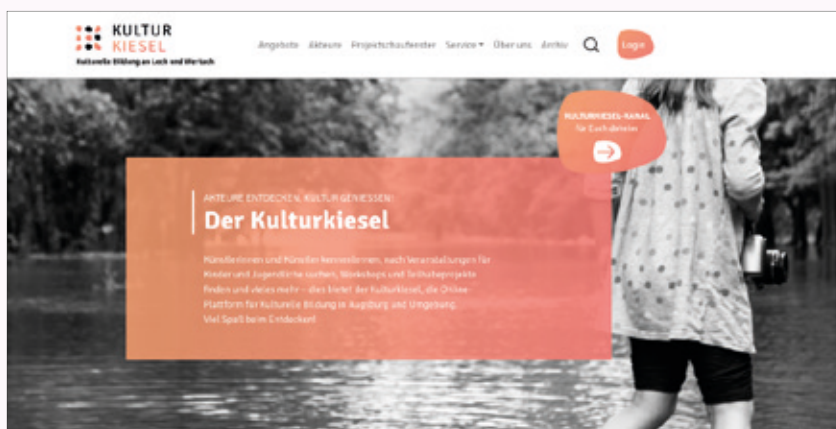 KULTUR
KIESEL
Kulturelle Bildung an Lech und Wertach
Angebote Akteure Projektschaufenster Service Über uns Archiv
Login
KULTURKIESEL-KANAL
für Euch daheim
AKTEURE ENTDECKEN, KULTUR GENIESSEN:
Der Kulturkiesel
Künstlerinnen und Künstler kennenlernen, nach Veranstaltungen für
Kinder und Jugendliche suchen, Workshops und Teilhabeprojekte
finden und vieles mehr – dies bietet der Kulturkiesel, die Online-
Plattform für Kulturelle Bildung in Augsburg und Umgebung.
Viel Spaß beim Entdecken!